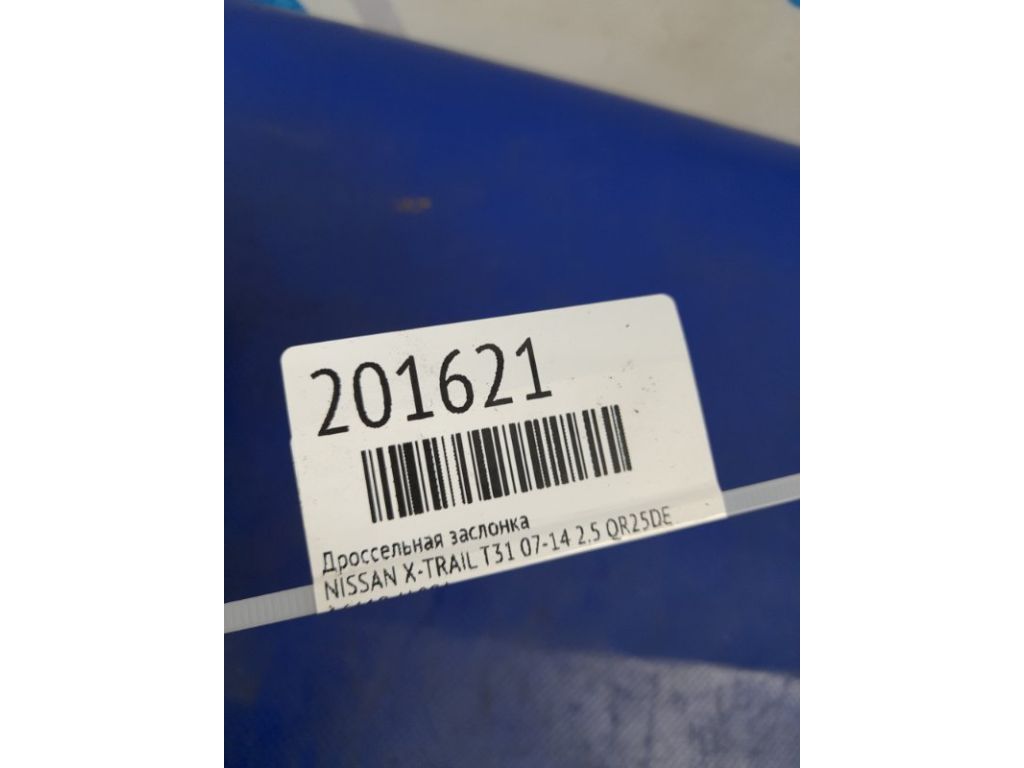 201621
Дроссельная заслонка
NISSAN X-TRAIL T31 07-14 2.5 QR25DE